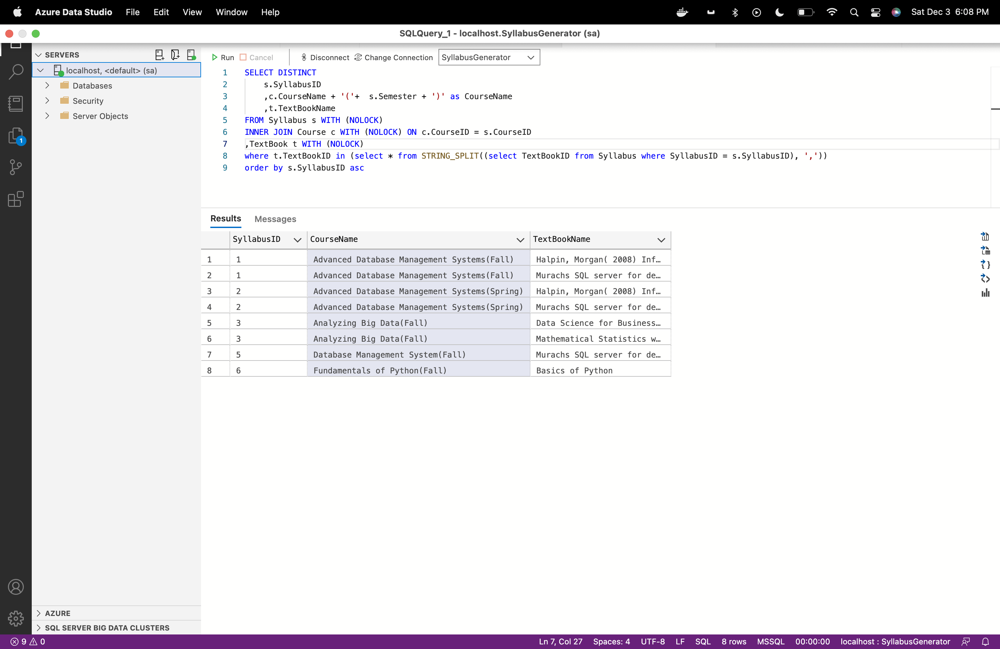 Azure Data Studio File Edit View Window Help Sat Dec 3 6:08 PM
SQLQuery_1 - localhost.SyllabusGenerator (sa)
SERVERS
localhost, <default> (sa)
Databases
Security
Server Objects
1
AZURE
SQL SERVER BIG DATA CLUSTERS
Run Cancel Disconnect Change Connection SyllabusGenerator
1 SELECT DISTINCT
2 s.SyllabusID
3 ,c.CourseName + '('+ s.Semester + ')' as CourseName
4 ,t.TextBookName
5 FROM Syllabus s WITH (NOLOCK)
6 INNER JOIN Course c WITH (NOLOCK) ON c.CourseID = s.CourseID
7 ,TextBook t WITH (NOLOCK)
8 where t.TextBookID in (select * from STRING_SPLIT((select TextBookID from Syllabus where SyllabusID = s.SyllabusID), ','))
9 order by s.SyllabusID asc
Results Messages
SyllabusID CourseName TextBookName
1 1 Advanced Database Management Systems(Fall) Halpin, Morgan( 2008) Inf…
2 1 Advanced Database Management Systems(Fall) Murachs SQL server for de…
3 2 Advanced Database Management Systems(Spring) Halpin, Morgan( 2008) Inf…
4 2 Advanced Database Management Systems(Spring) Murachs SQL server for de…
5 3 Analyzing Big Data(Fall) Data Science for Business…
6 3 Analyzing Big Data(Fall) Mathematical Statistics w…
7 5 Database Management System(Fall) Murachs SQL server for de…
8 6 Fundamentals of Python(Fall) Basics of Python
9 0 Ln 7, Col 27 Spaces: 4 UTF-8 LF SQL 8 rows MSSQL 00:00:00 localhost : SyllabusGenerator